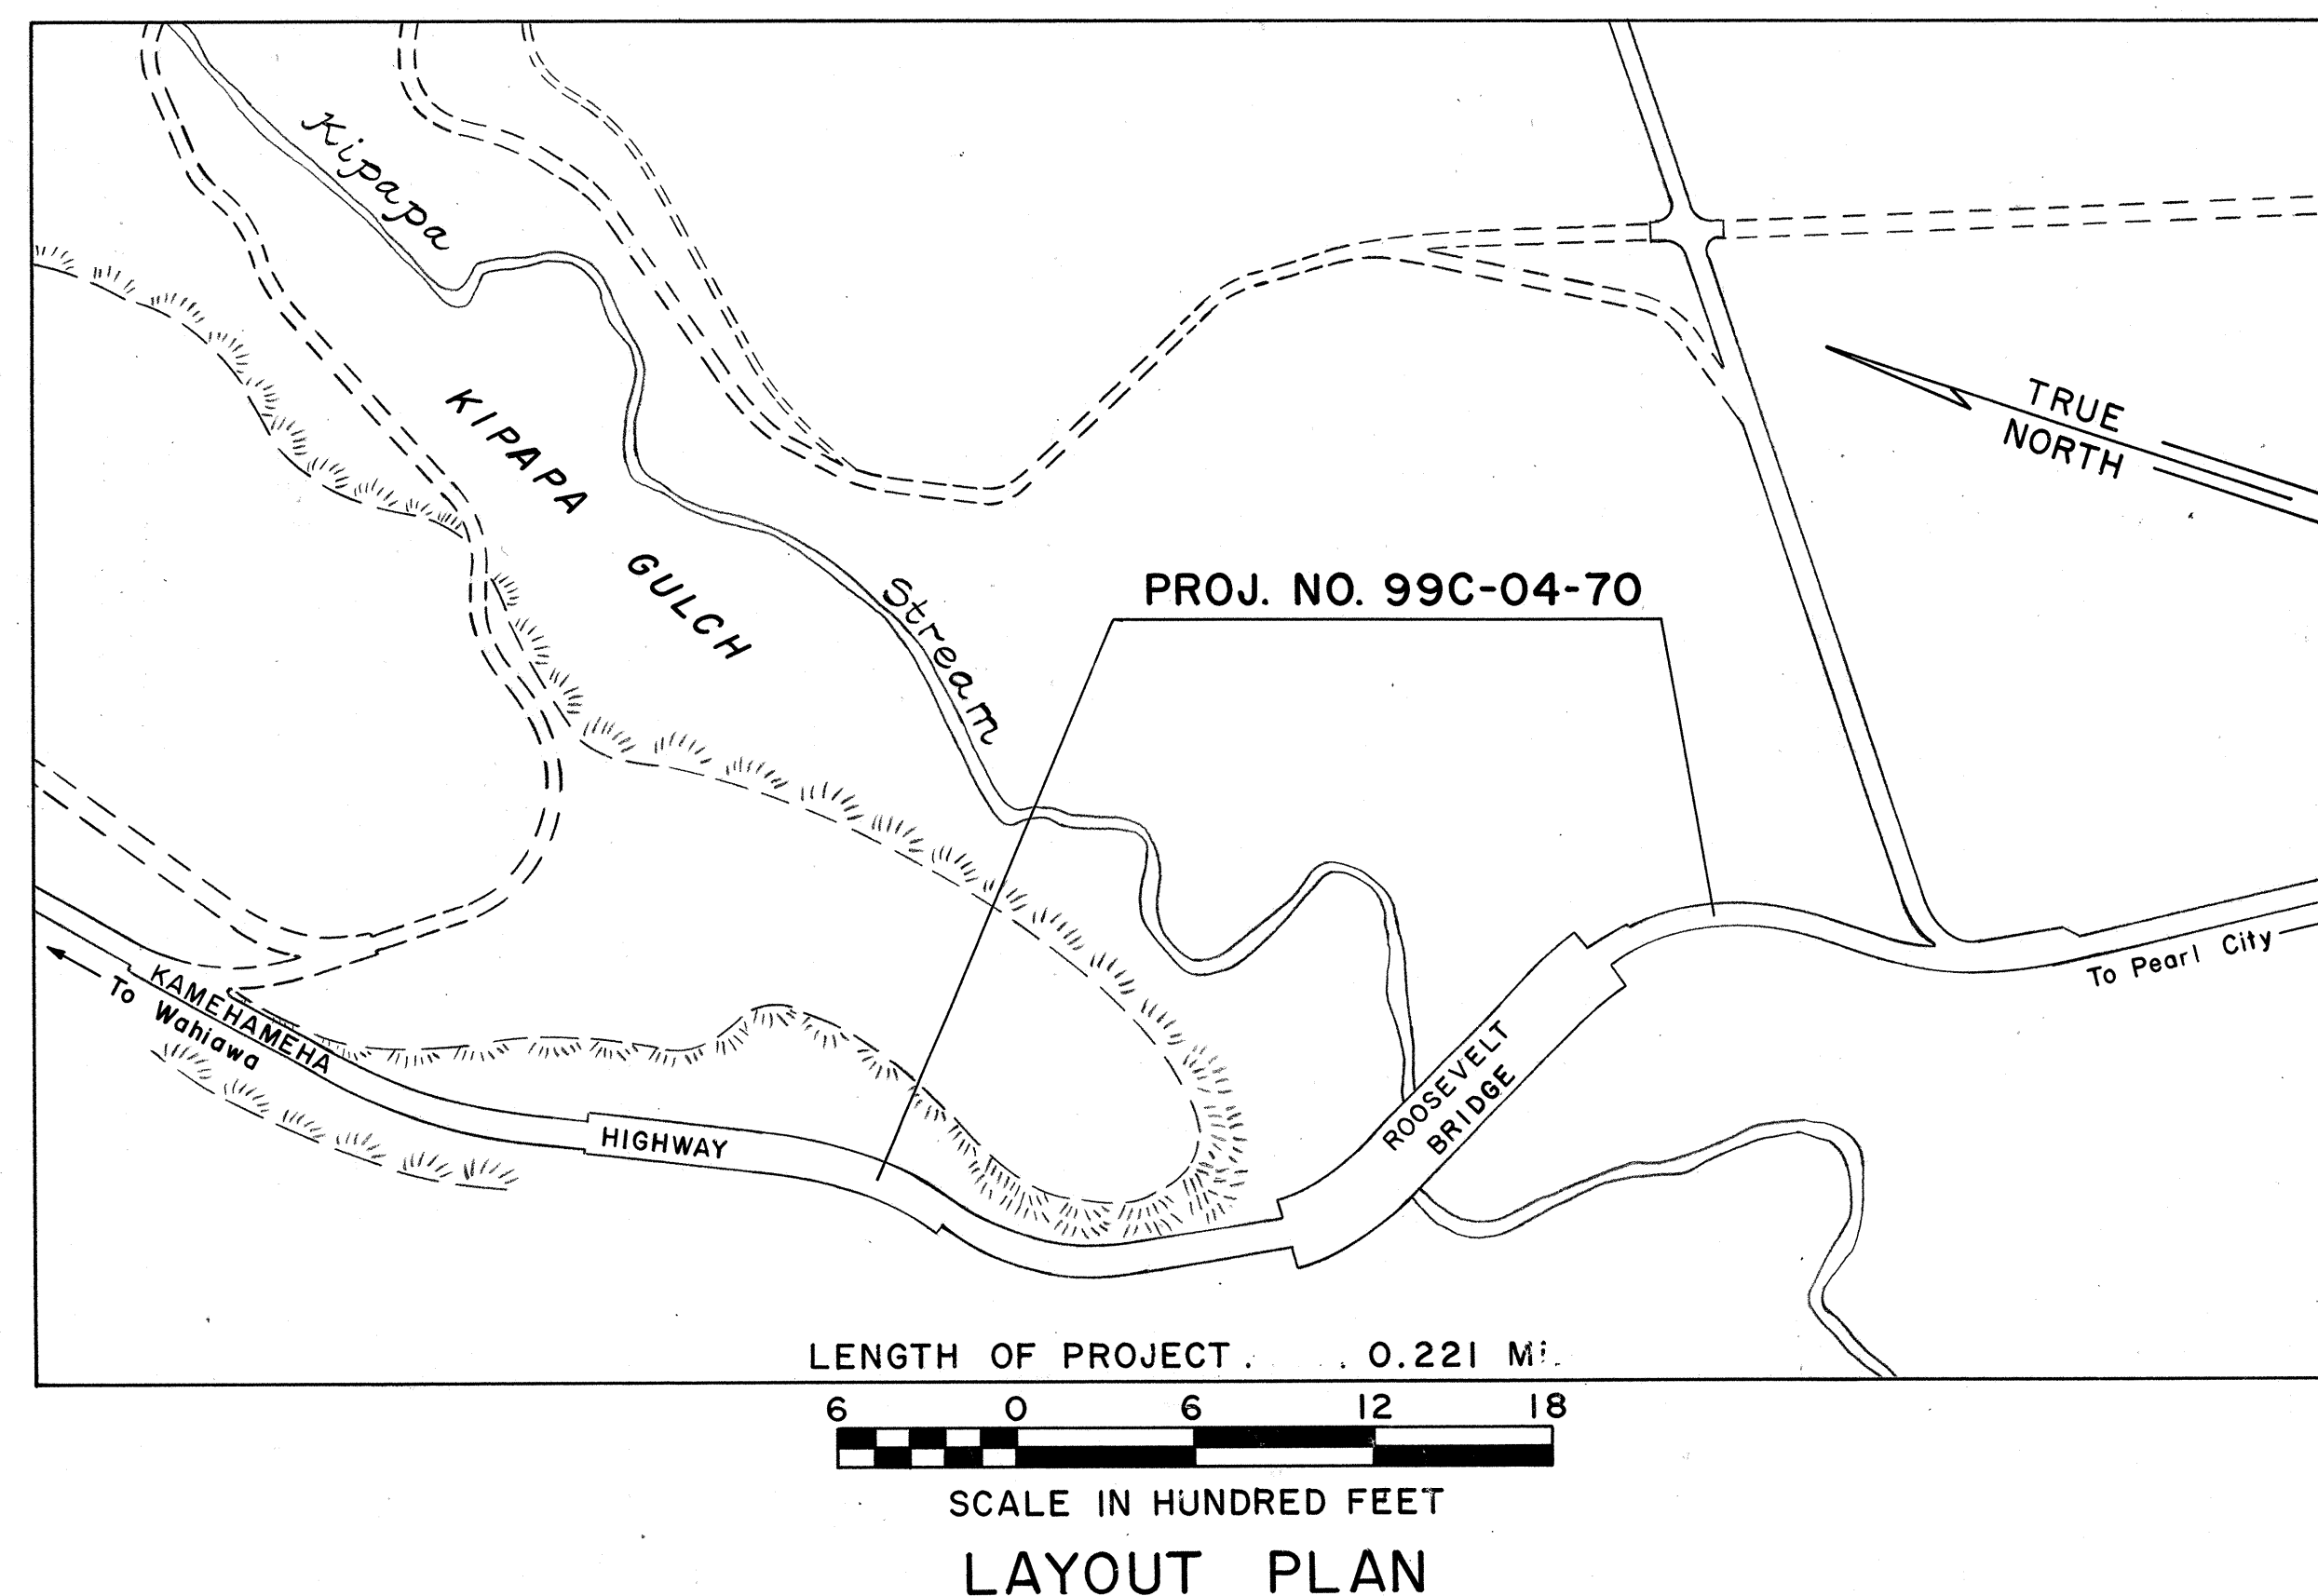 Kipapa
TRUE
NORTH
KIPAPA
GULCH
Stream
PROJ. NO. 99C-04-70
To Pearl City
KAMEHAMEHA
To Wahiawa
HIGHWAY
ROOSEVELT
BRIDGE
LENGTH OF PROJECT . . 0.221 Mi.
6 0 6 12 18
SCALE IN HUNDRED FEET
LAYOUT PLAN